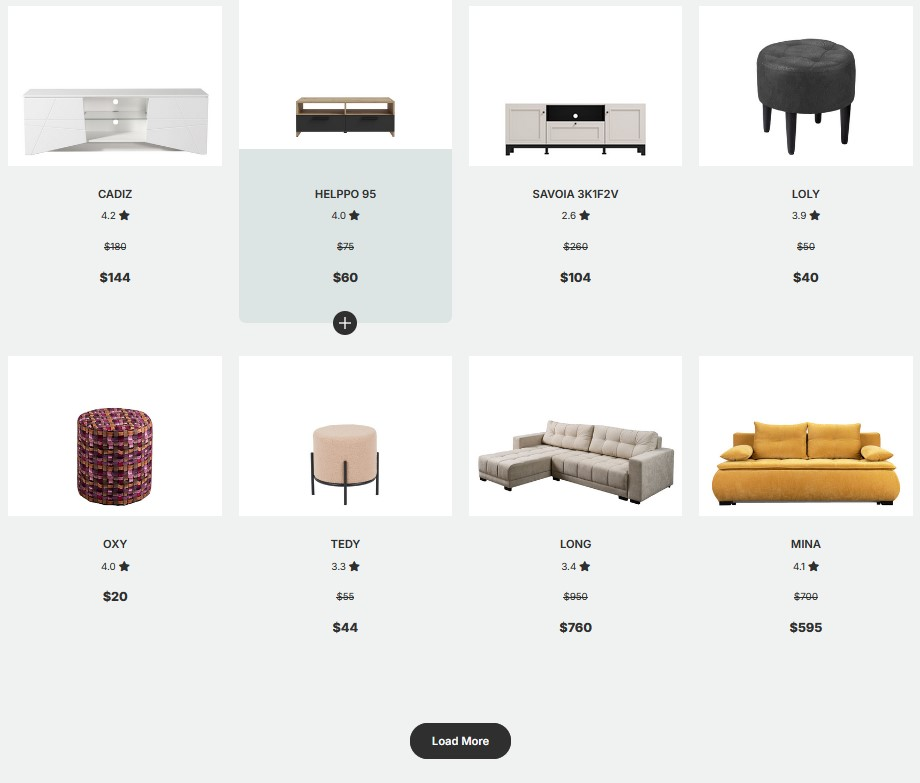 CADIZ
4.2
$180
$144
HELPPO 95
4.0
$75
$60
SAVOIA 3K1F2V
2.6
$260
$104
LOLY
3.9
$50
$40
OXY
4.0
$20
TEDY
3.3
$55
$44
LONG
3.4
$950
$760
MINA
4.1
$700
$595
Load More